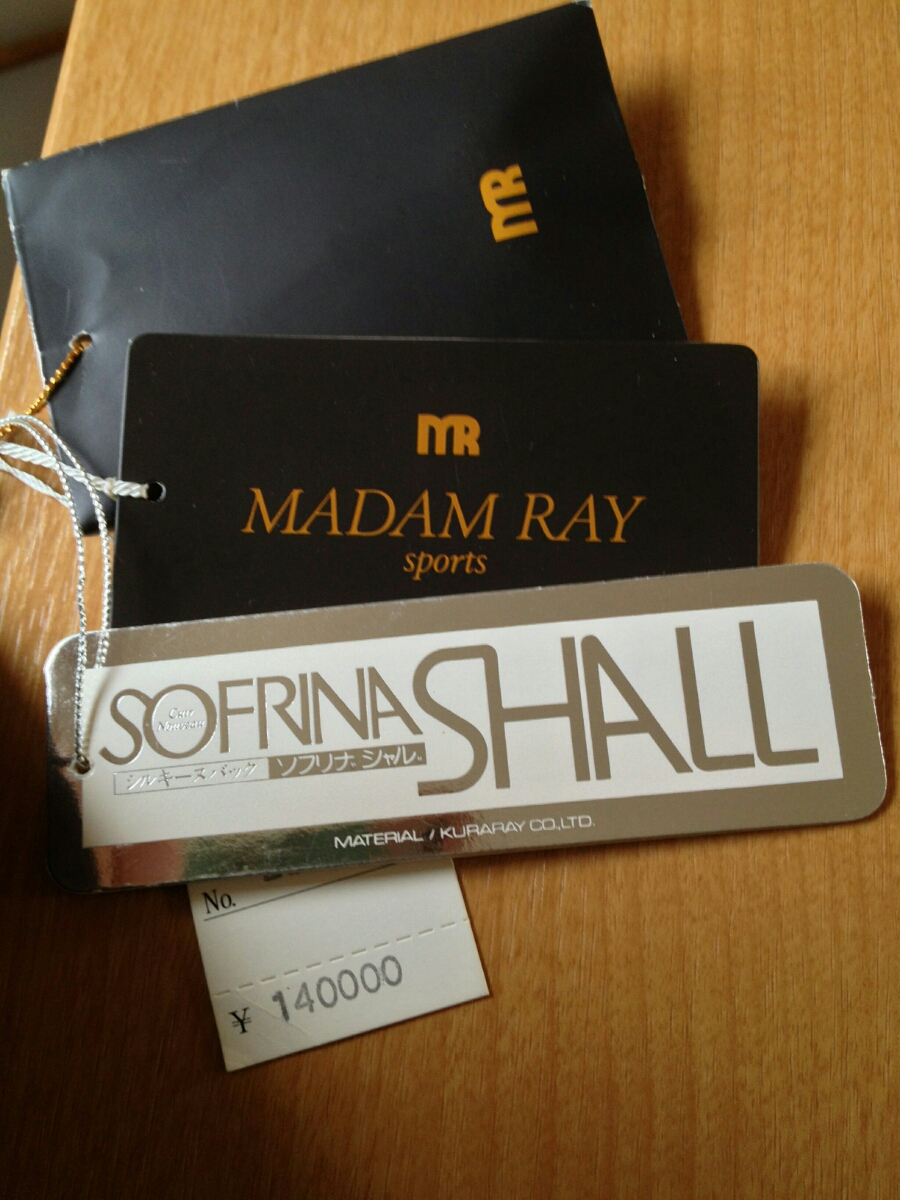 MR
MR
MADAM RAY
sports
SOFRINA SHALL
シルキースバック ソフリナ シャル®
MATERIAL / KURARAY CO., LTD.
No.
¥ 140000